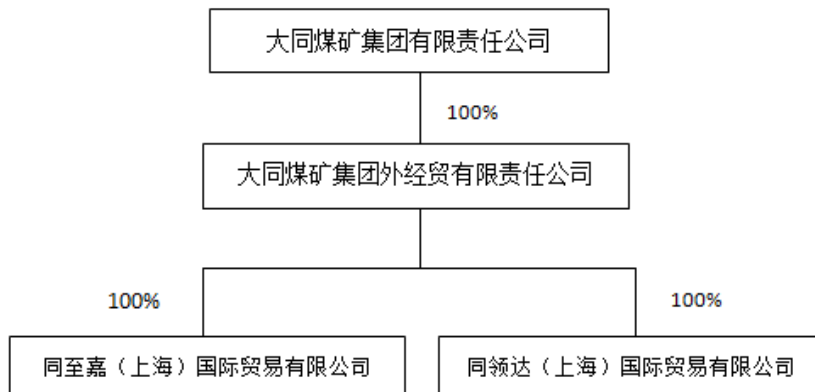 大同煤矿集团有限责任公司
100%
大同煤矿集团外经贸有限责任公司
100%
100%
同至嘉（上海）国际贸易有限公司
同领达（上海）国际贸易有限公司